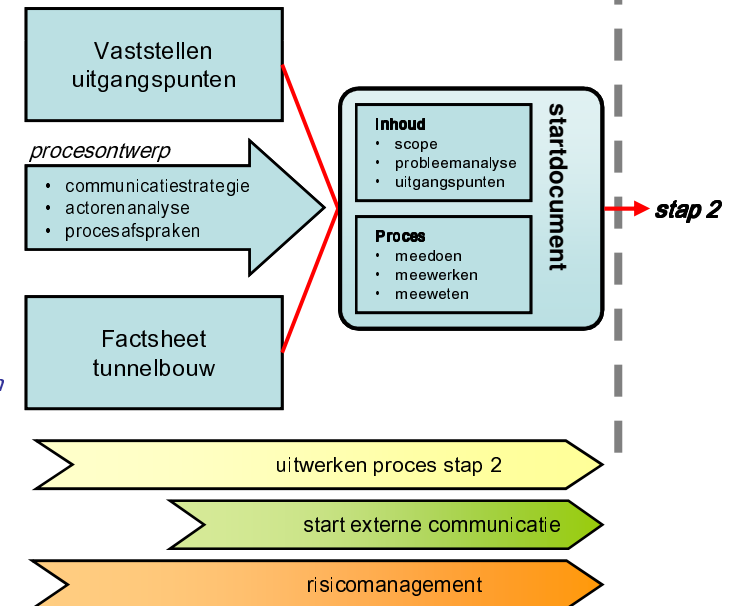 Vaststellen
uitgangspunten
procesontwerp
• communicatiestrategie
• actorenanalyse
• procesafspraken
Factsheet
tunnelbouw
Inhoud
• scope
• probleemanalyse
• uitgangspunten
Proces
• meedoen
• meewerken
• meeweten
startdocument
stap 2
uitwerken proces stap 2
start externe communicatie
risicomanagement